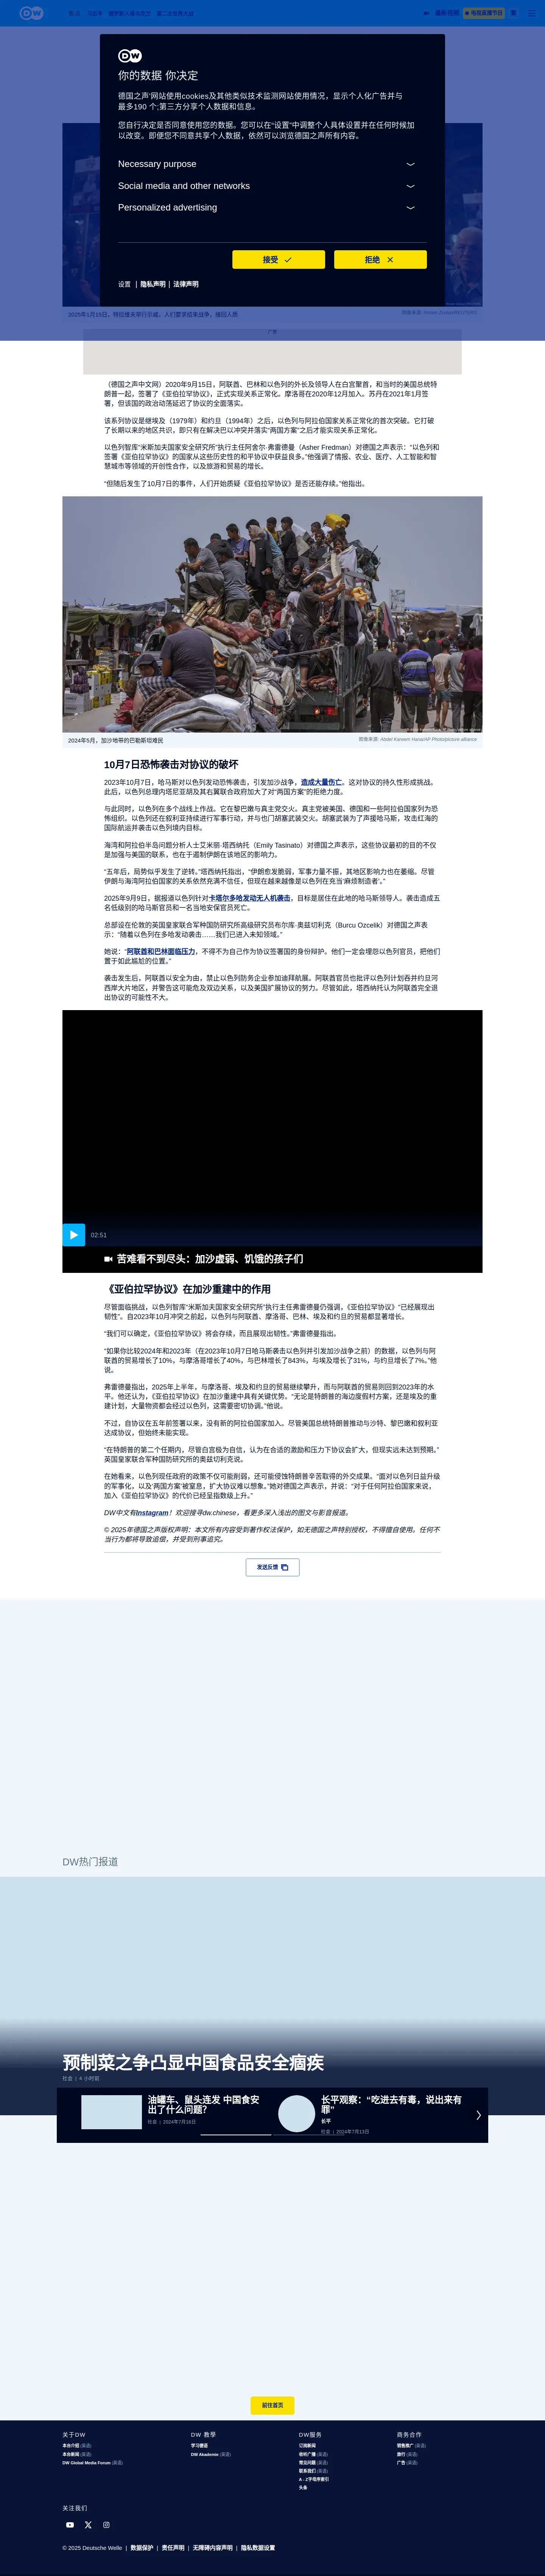 DW
焦点
马拉维
俄罗斯入侵乌克兰
第二次世界大战
最新视频
电视直播节目
你的数据 你决定
德国之声'网站使用cookies及其他类似技术监测网站使用情况，显示个人化广告并与
最多190 个;第三方分享个人数据和信息。
您自行决定是否同意使用您的数据。您可以在“设置”中调整个人具体设置并在任何时候加
以改变。即便您不同意共享个人数据，依然可以浏览德国之声所有内容。
Necessary purpose
Social media and other networks
Personalized advertising
接受
拒绝
设置 | 隐私声明 | 法律声明
2025年1月15日，特拉维夫举行示威，人们要求结束战争，接回人质
广告
（德国之声中文网）2020年9月15日，阿联酋、巴林和以色列的外长及领导人在白宫聚首，和当时的美国总统特
朗普一起，签署了《亚伯拉罕协议》，正式实现关系正常化。摩洛哥在2020年12月加入。苏丹在2021年1月签
署，但该国的政治动荡延迟了协议的全面落实。
该系列协议是继埃及（1979年）和约旦（1994年）之后，以色列与阿拉伯国家关系正常化的首次突破。它打破
了长期以来的地区共识，即只有在解决巴以冲突并落实“两国方案”之后才能实现关系正常化。
以色列智库“米斯加夫国家安全研究所”执行主任阿舍尔·弗雷德曼（Asher Fredman）对德国之声表示：“以色列和
签署《亚伯拉罕协议》的国家从这些历史性的和平协议中获益良多。”他强调了情报、农业、医疗、人工智能和智
慧城市等领域的开创性合作，以及旅游和贸易的增长。
“但随后发生了10月7日的事件，人们开始质疑《亚伯拉罕协议》是否还能存续。”他指出。
2024年5月，加沙地带的巴勒斯坦难民
图像来源: Abdel Kareem Hana/AP Photo/picture alliance
10月7日恐怖袭击对协议的破坏
2023年10月7日，哈马斯对以色列发动恐怖袭击，引发加沙战争，造成大量伤亡。这对协议的持久性形成挑战。
此后，以色列总理内塔尼亚胡及其右翼联合政府加大了对“两国方案”的拒绝力度。
与此同时，以色列在多个战线上作战。它在黎巴嫩与真主党交火。真主党被美国、德国和一些阿拉伯国家列为恐
怖组织。以色列还在叙利亚持续进行军事行动，并与也门胡塞武装交火。胡塞武装为了声援哈马斯，攻击红海的
国际航运并袭击以色列境内目标。
海湾和阿拉伯半岛问题分析人士艾米丽·塔西纳托（Emily Tasinato）对德国之声表示，这些协议最初的目的不仅
是加强与美国的联系，也在于遏制伊朗在该地区的影响力。
“五年后，局势似乎发生了逆转。”塔西纳托指出，“伊朗愈发脆弱，军事力量不振，其地区影响力也在萎缩。尽管
伊朗与海湾阿拉伯国家的关系依然充满不信任，但现在越来越像是以色列在充当‘麻烦制造者’。”
2025年9月9日，据报道以色列针对卡塔尔多哈发动无人机袭击，目标是居住在此地的哈马斯领导人。袭击造成五
名低级别的哈马斯官员和一名当地安保官员死亡。
总部设在伦敦的英国皇家联合军种国防研究所高级研究员布尔库·奥兹切利克（Burcu Ozcelik）对德国之声表
示：“随着以色列在多哈发动袭击……我们已进入未知领域。”
她说：“阿联酋和巴林面临压力，不得不为自己作为协议签署国的身份辩护。他们一定会埋怨以色列官员，把他们
置于如此尴尬的位置。”
袭击发生后，阿联酋以安全为由，禁止以色列防务企业参加迪拜航展。阿联酋官员也批评以色列计划吞并约旦河
西岸大片地区，并警告这可能危及双边关系，以及美国扩展协议的努力。尽管如此，塔西纳托认为阿联酋完全退
出协议的可能性不大。
02:51
苦难看不到尽头：加沙虚弱、饥饿的孩子们
《亚伯拉罕协议》在加沙重建中的作用
尽管面临挑战，以色列智库“米斯加夫国家安全研究所”执行主任弗雷德曼仍强调，《亚伯拉罕协议》“已经展现出
韧性”。自2023年10月冲突之前起，以色列与阿联酋、摩洛哥、巴林、埃及和约旦的贸易都显著增长。
“我们可以确定，《亚伯拉罕协议》将会存续，而且展现出韧性。”弗雷德曼指出。
“如果你比较2024年和2023年（在2023年10月7日哈马斯袭击以色列并引发加沙战争之前）的数据，以色列与阿
联酋的贸易增长了10%，与摩洛哥增长了40%，与巴林增长了843%，与埃及增长了31%，与约旦增长了7%。”他
说。
弗雷德曼指出，2025年上半年，与摩洛哥、埃及和约旦的贸易继续攀升，而与阿联酋的贸易则回到2023年的水
平。他还认为，《亚伯拉罕协议》在加沙重建中具有关键优势，“无论是特朗普的海边度假村方案，还是埃及的重
建计划，大量物资都会经过以色列，这需要密切协调。”他说。
不过，自协议在五年前签署以来，没有新的阿拉伯国家加入。尽管美国总统特朗普推动与沙特、黎巴嫩和叙利亚
达成协议，但始终未能实现。
“在特朗普的第二个任期内，尽管白宫极为自信，认为在合适的激励和压力下协议会扩大，但现实远未达到预期。”
英国皇家联合军种国防研究所的奥兹切利克说。
在她看来，以色列现任政府的政策不仅可能削弱，还可能侵蚀特朗普辛苦取得的外交成果。“面对以色列日益升级
的军事化，以及‘两国方案’被窒息，扩大协议难以想象。”她对德国之声表示，并说：“对于任何阿拉伯国家来说，
加入《亚伯拉罕协议》的代价已经呈指数级上升。”
DW中文有Instagram！欢迎搜寻dw.chinese，看更多深入浅出的图文与影音报道。
© 2025年德国之声版权声明：本文所有内容受到著作权法保护，如无德国之声特别授权，不得擅自使用。任何不
当行为都将导致追偿，并受到刑事追究。
发送反馈
DW热门报道
预制菜之争凸显中国食品安全痼疾
社会 | 4 小时前
油罐车、鼠头连发 中国食安
出了什么问题？
社会 | 2024年7月16日
长平观察：“吃进去有毒，说出来有
罪”
长平
社会 | 2024年7月13日
前往首页
关于DW
本台介绍 (英语)
本台新闻 (英语)
DW Global Media Forum (英语)
DW 教學
学习德语
DW Akademie (英语)
DW服务
订阅新闻
收听广播 (英语)
常见问题 (英语)
联系我们 (英语)
A - Z字母序索引
头条
商务合作
销售推广 (英语)
旅行 (英语)
广告 (英语)
关注我们
© 2025 Deutsche Welle | 数据保护 | 责任声明 | 无障碍内容声明 | 隐私数据设置